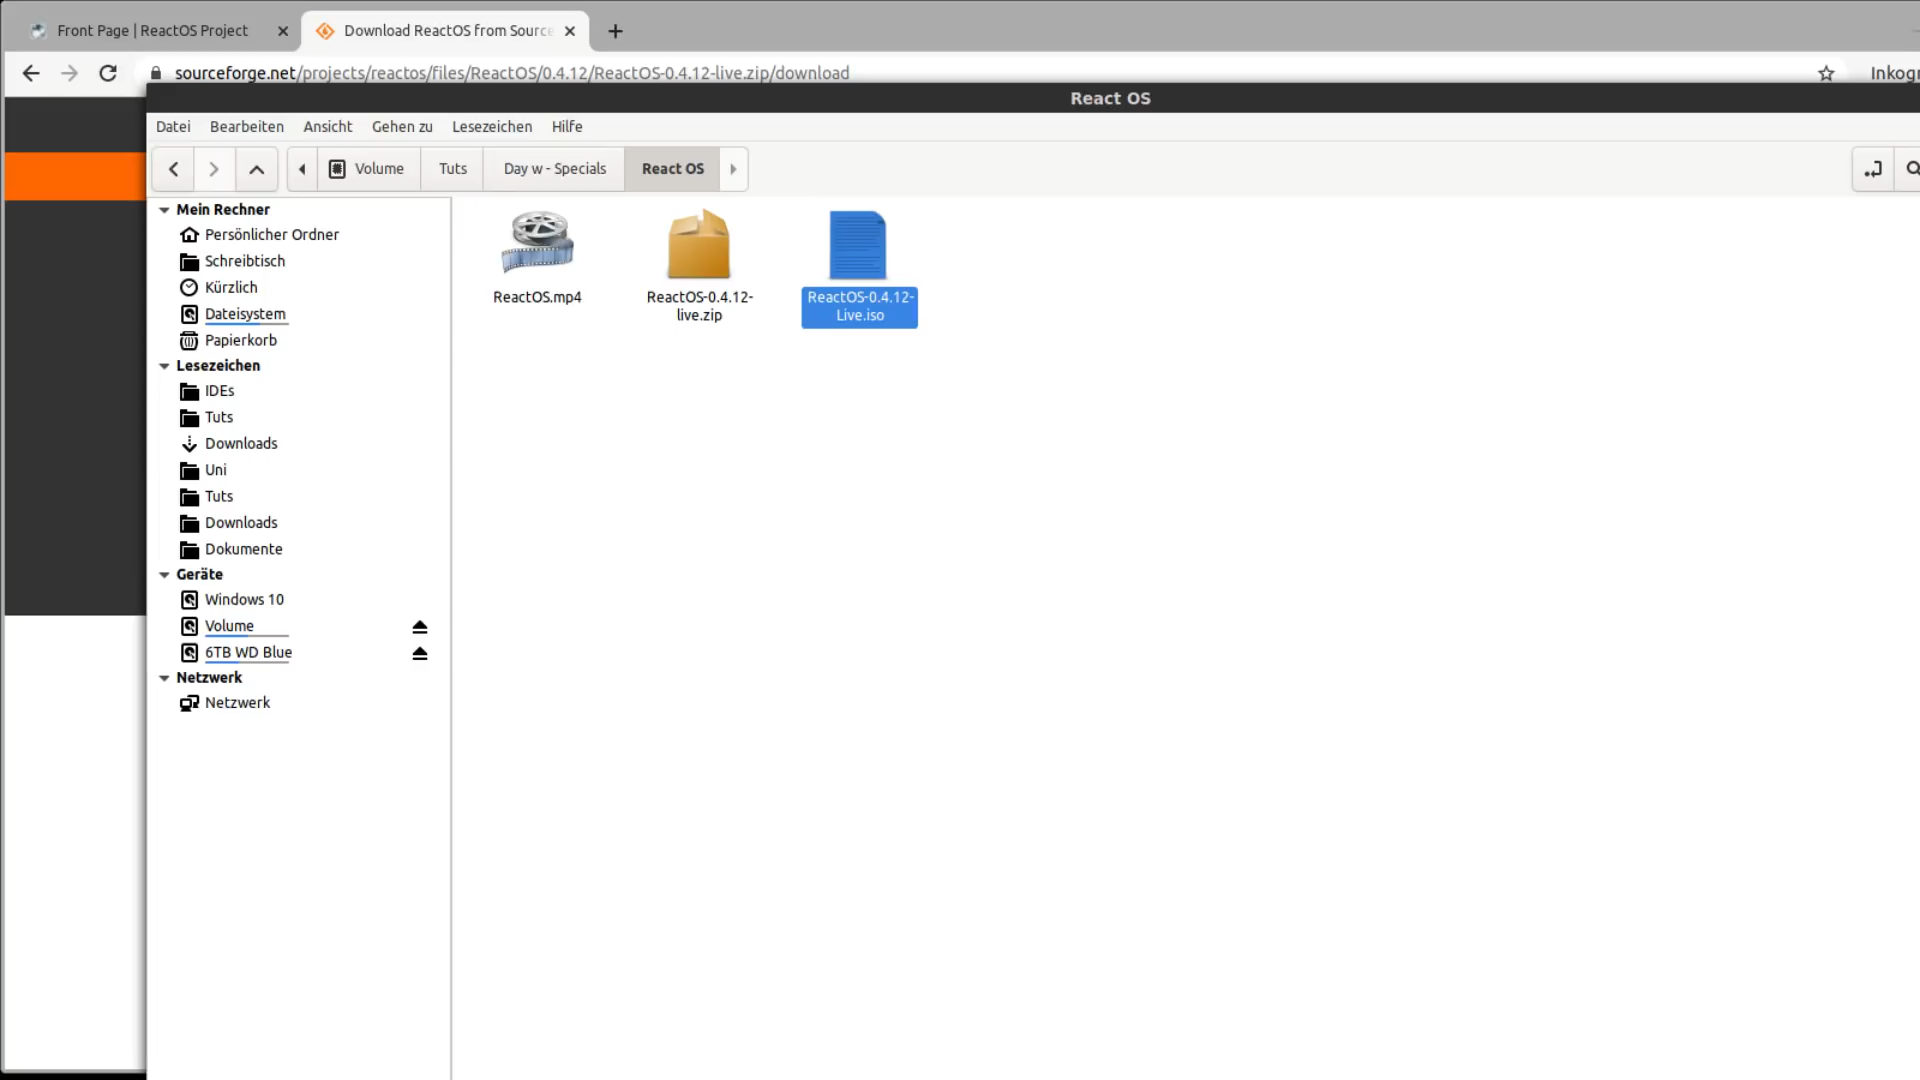 Front Page | ReactOS Project
Download ReactOS from Source
sourceforge.net/projects/reactos/files/ReactOS/0.4.12/ReactOS-0.4.12-live.zip/download
Inkogn
React OS
Datei Bearbeiten Ansicht Gehen zu Lesezeichen Hilfe
Volume Tuts Day w - Specials React OS
Mein Rechner
Persönlicher Ordner
Schreibtisch
Kürzlich
Dateisystem
Papierkorb
Lesezeichen
IDEs
Tuts
Downloads
Uni
Tuts
Downloads
Dokumente
Geräte
Windows 10
Volume
6TB WD Blue
Netzwerk
Netzwerk
ReactOS.mp4
ReactOS-0.4.12-
live.zip
ReactOS-0.4.12-
Live.iso